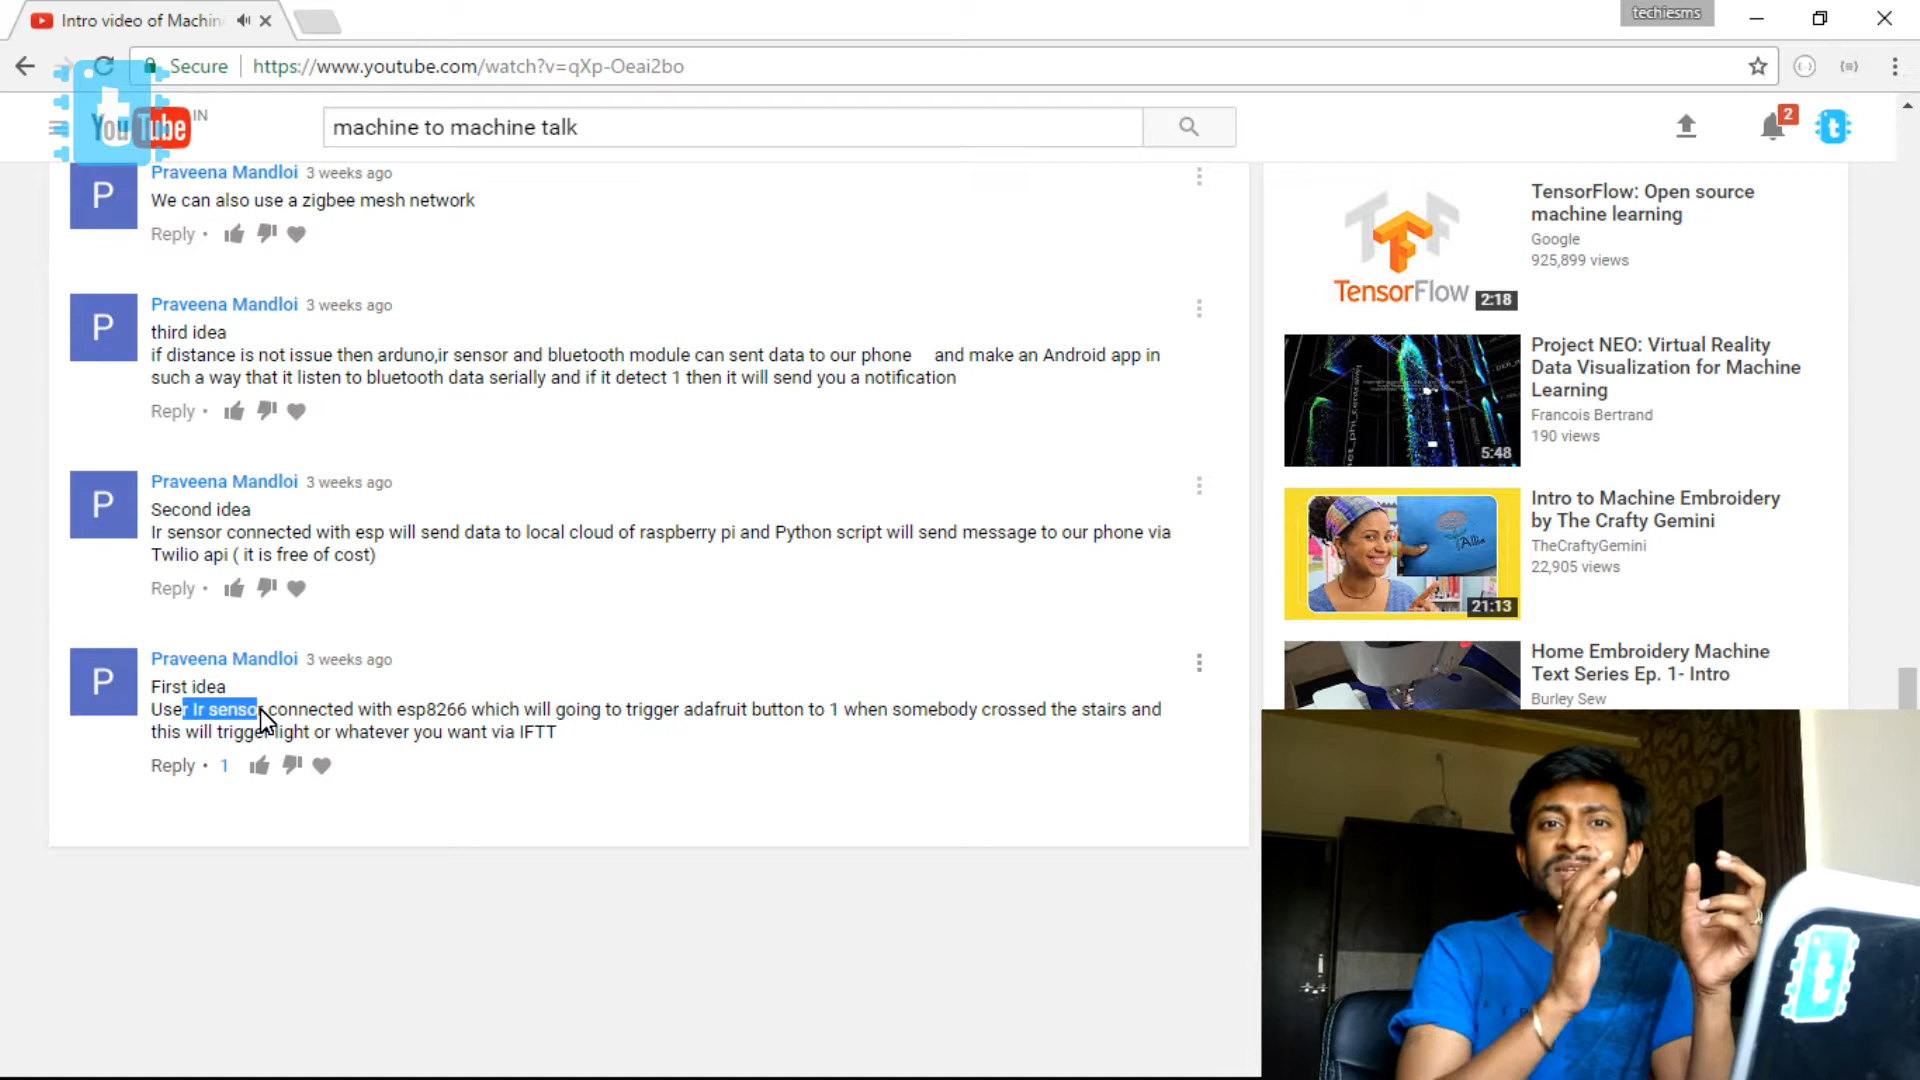 Intro video of Machin
techiesms
Secure
https://www.youtube.com/watch?v=qXp-Oeai2bo
t
YouTube IN
machine to machine talk
2
t
P
Praveena Mandloi 3 weeks ago
We can also use a zigbee mesh network
Reply •
P
Praveena Mandloi 3 weeks ago
third idea
if distance is not issue then arduno,ir sensor and bluetooth module can sent data to our phone and make an Android app in
such a way that it listen to bluetooth data serially and if it detect 1 then it will send you a notification
Reply •
P
Praveena Mandloi 3 weeks ago
Second idea
Ir sensor connected with esp will send data to local cloud of raspberry pi and Python script will send message to our phone via
Twilio api ( it is free of cost)
Reply •
P
Praveena Mandloi 3 weeks ago
First idea
User Ir sensor connected with esp8266 which will going to trigger adafruit button to 1 when somebody crossed the stairs and
this will trigger light or whatever you want via IFTT
Reply • 1
TensorFlow
2:18
TensorFlow: Open source
machine learning
Google
925,899 views
5:48
Project NEO: Virtual Reality
Data Visualization for Machine
Learning
Francois Bertrand
190 views
Allie
21:13
Intro to Machine Embroidery
by The Crafty Gemini
TheCraftyGemini
22,905 views
Home Embroidery Machine
Text Series Ep. 1- Intro
Burley Sew
t